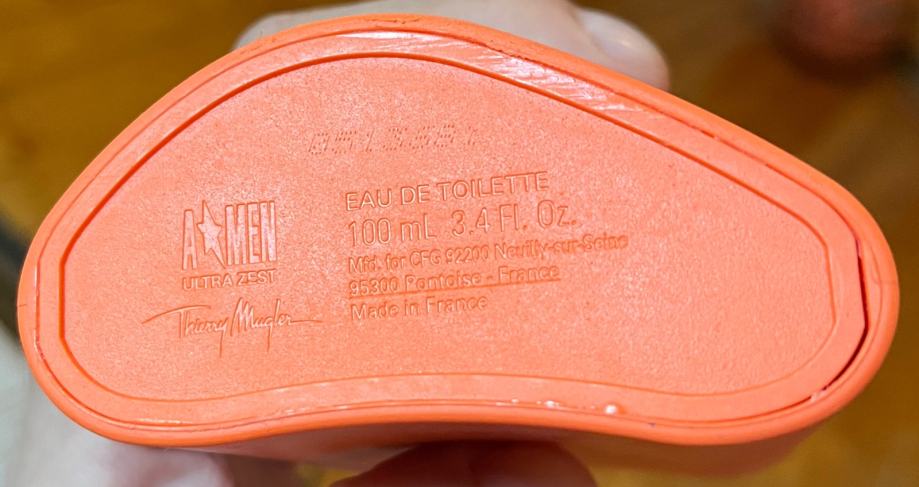 A★MEN
ULTRA ZEST
Thierry Mugler
EAU DE TOILETTE
100 mL 3.4 Fl. Oz.
Mfd. for CFG 92200 Neuilly-sur-Seine
95300 Pontoise - France
Made in France